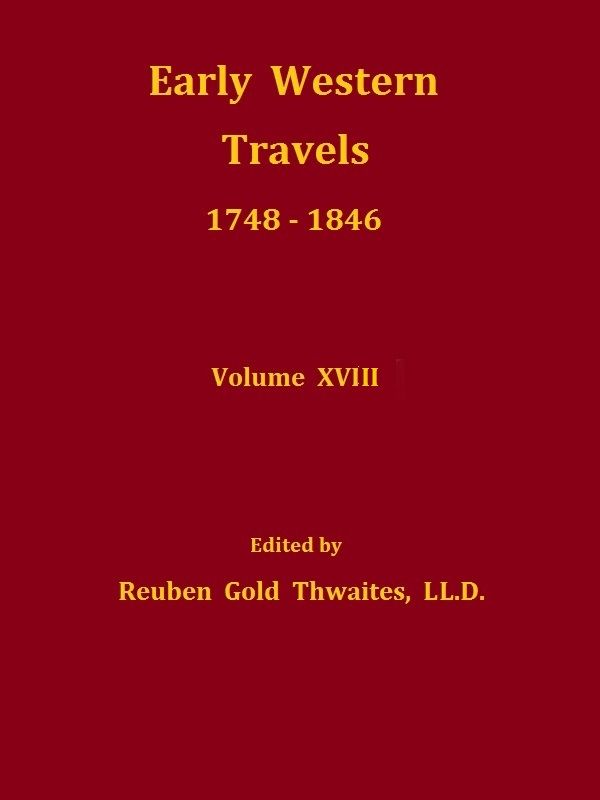 Early Western
Travels
1748 - 1846
Volume XVIII
Edited by
Reuben Gold Thwaites, LL.D.